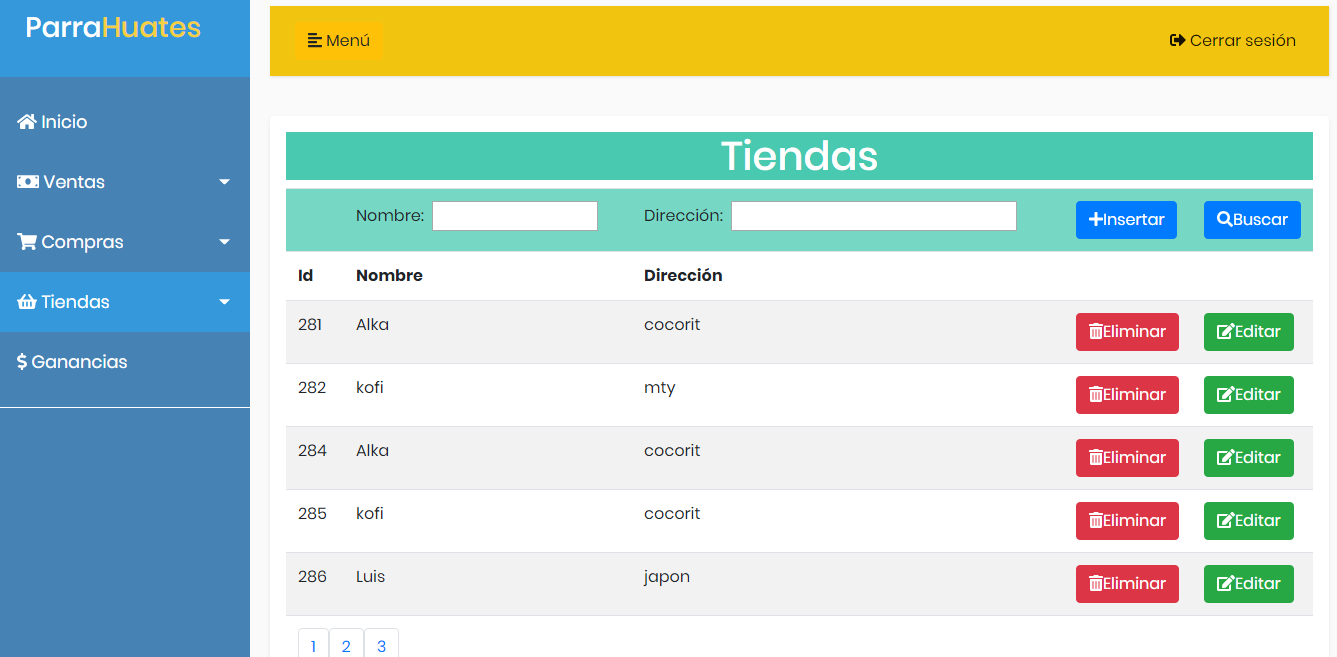 ParraHuates
Menú
Cerrar sesión
Inicio
Ventas
Compras
Tiendas
$ Ganancias
Tiendas
Nombre: Dirección: Insertar Buscar
Id Nombre Dirección
281 Alka cocorit Eliminar Editar
282 kofi mty Eliminar Editar
284 Alka cocorit Eliminar Editar
285 kofi cocorit Eliminar Editar
286 Luis japon Eliminar Editar
1 2 3